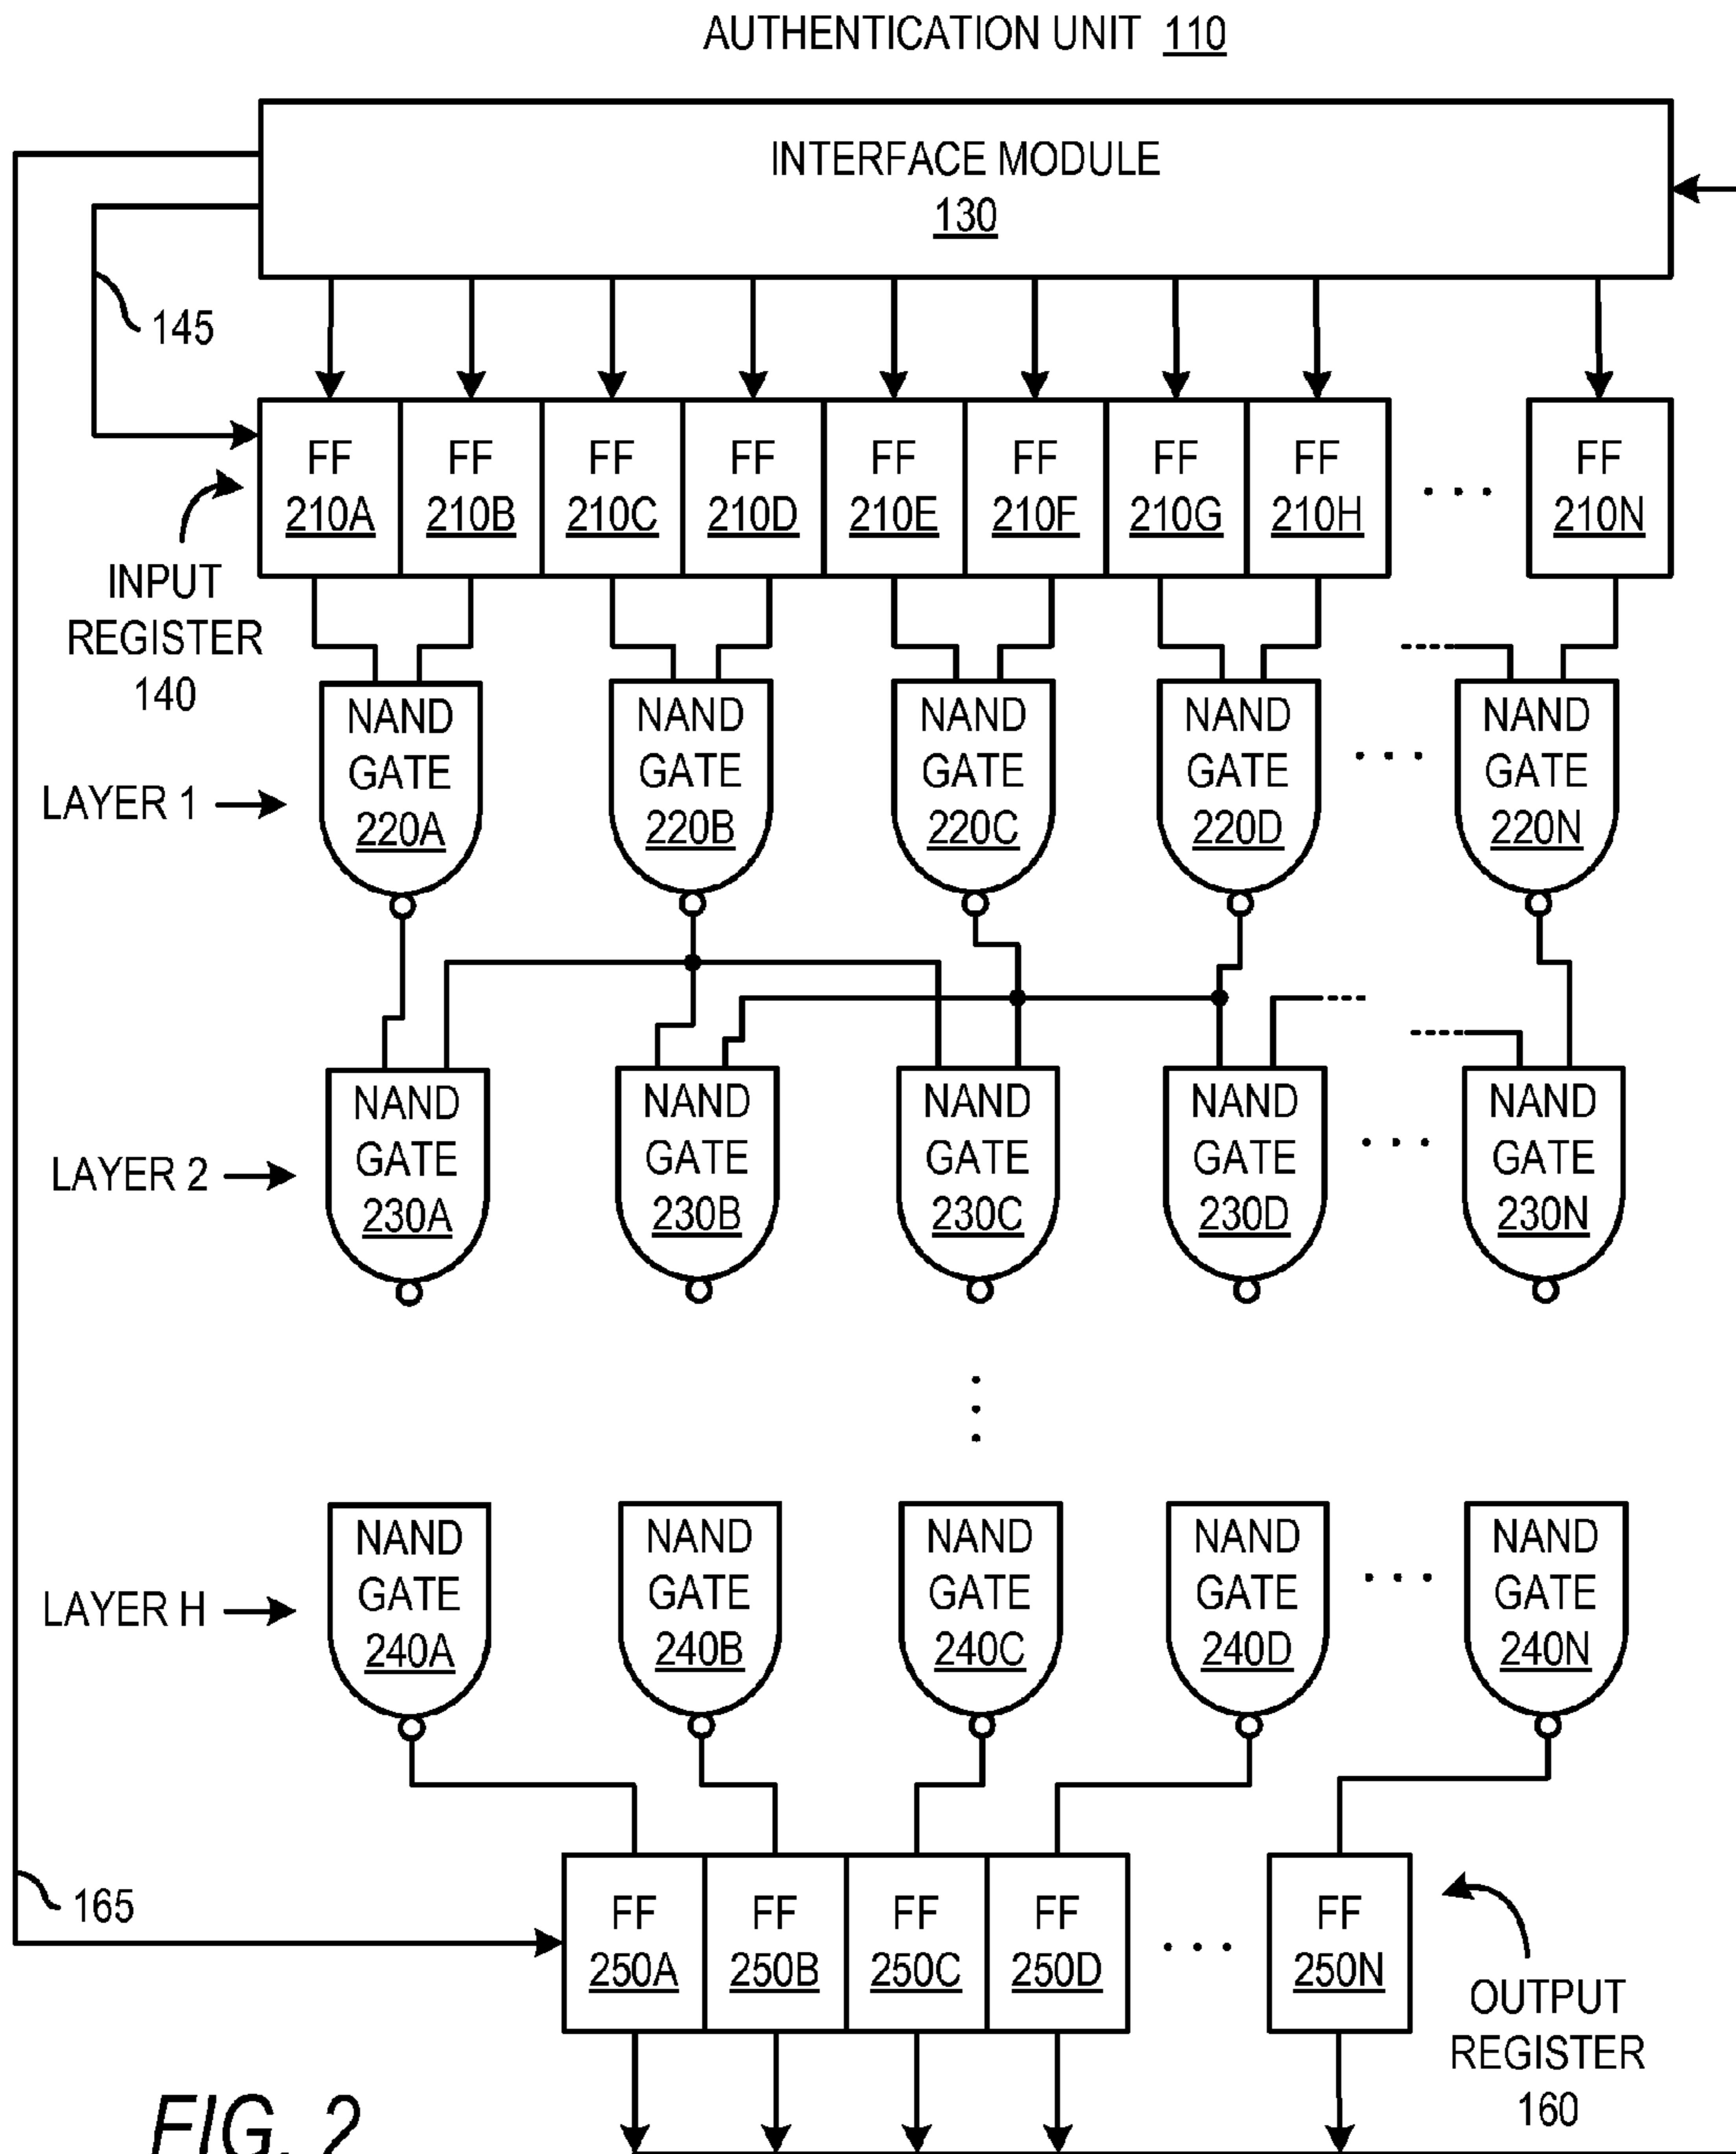 AUTHENTICATION UNIT 110
INTERFACE MODULE
130
145
FF
210A
FF
210B
FF
210C
FF
210D
FF
210E
FF
210F
FF
210G
FF
210H
. . .
FF
210N
INPUT
REGISTER
140
LAYER 1
NAND
GATE
220A
NAND
GATE
220B
NAND
GATE
220C
NAND
GATE
220D
. . .
NAND
GATE
220N
LAYER 2
NAND
GATE
230A
NAND
GATE
230B
NAND
GATE
230C
NAND
GATE
230D
. . .
NAND
GATE
230N
LAYER H
NAND
GATE
240A
NAND
GATE
240B
NAND
GATE
240C
NAND
GATE
240D
. . .
NAND
GATE
240N
165
FF
250A
FF
250B
FF
250C
FF
250D
. . .
FF
250N
OUTPUT
REGISTER
160
FIG. 2